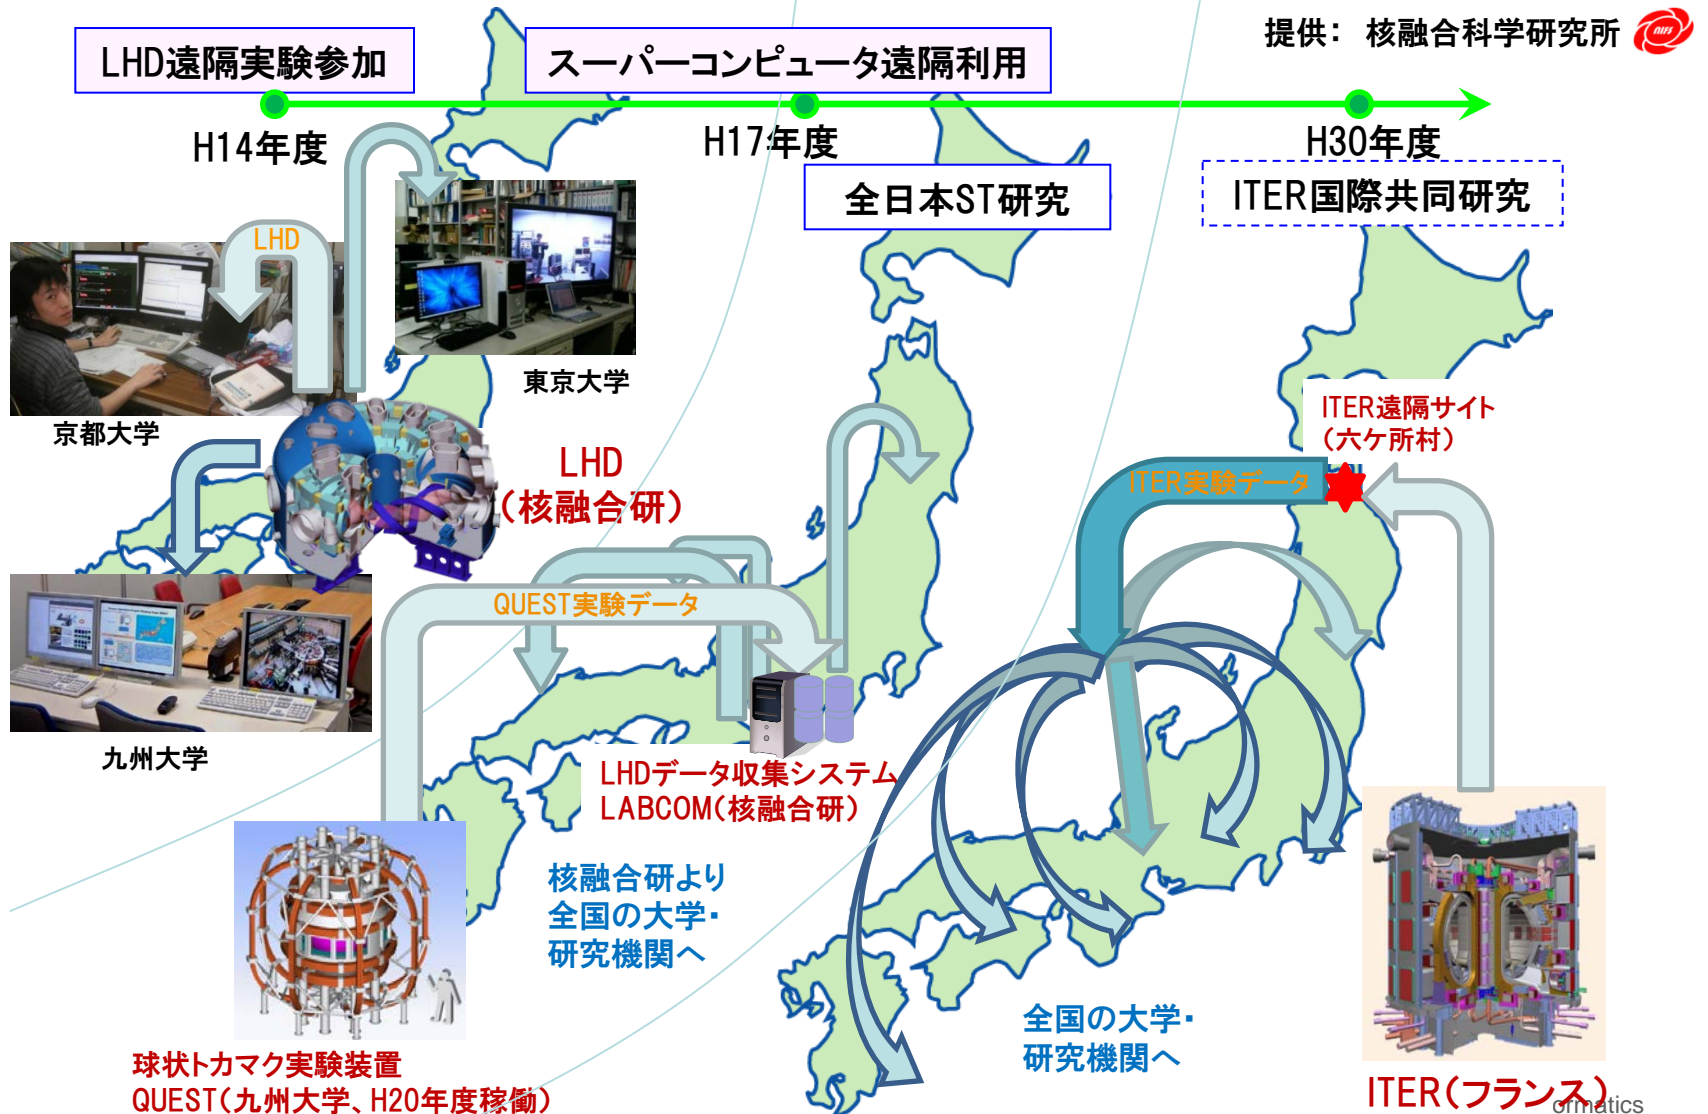 提供： 核融合科学研究所
NIFS
LHD遠隔実験参加
スーパーコンピュータ遠隔利用
H14年度
H17年度
H30年度
全日本ST研究
ITER国際共同研究
LHD
東京大学
京都大学
ITER遠隔サイト
（六ケ所村）
LHD
（核融合研）
ITER実験データ
QUEST実験データ
九州大学
LHDデータ収集システム
LABCOM（核融合研）
核融合研より
全国の大学・
研究機関へ
全国の大学・
研究機関へ
球状トカマク実験装置
QUEST（九州大学、H20年度稼働）
ITER（フランス）
ormatics